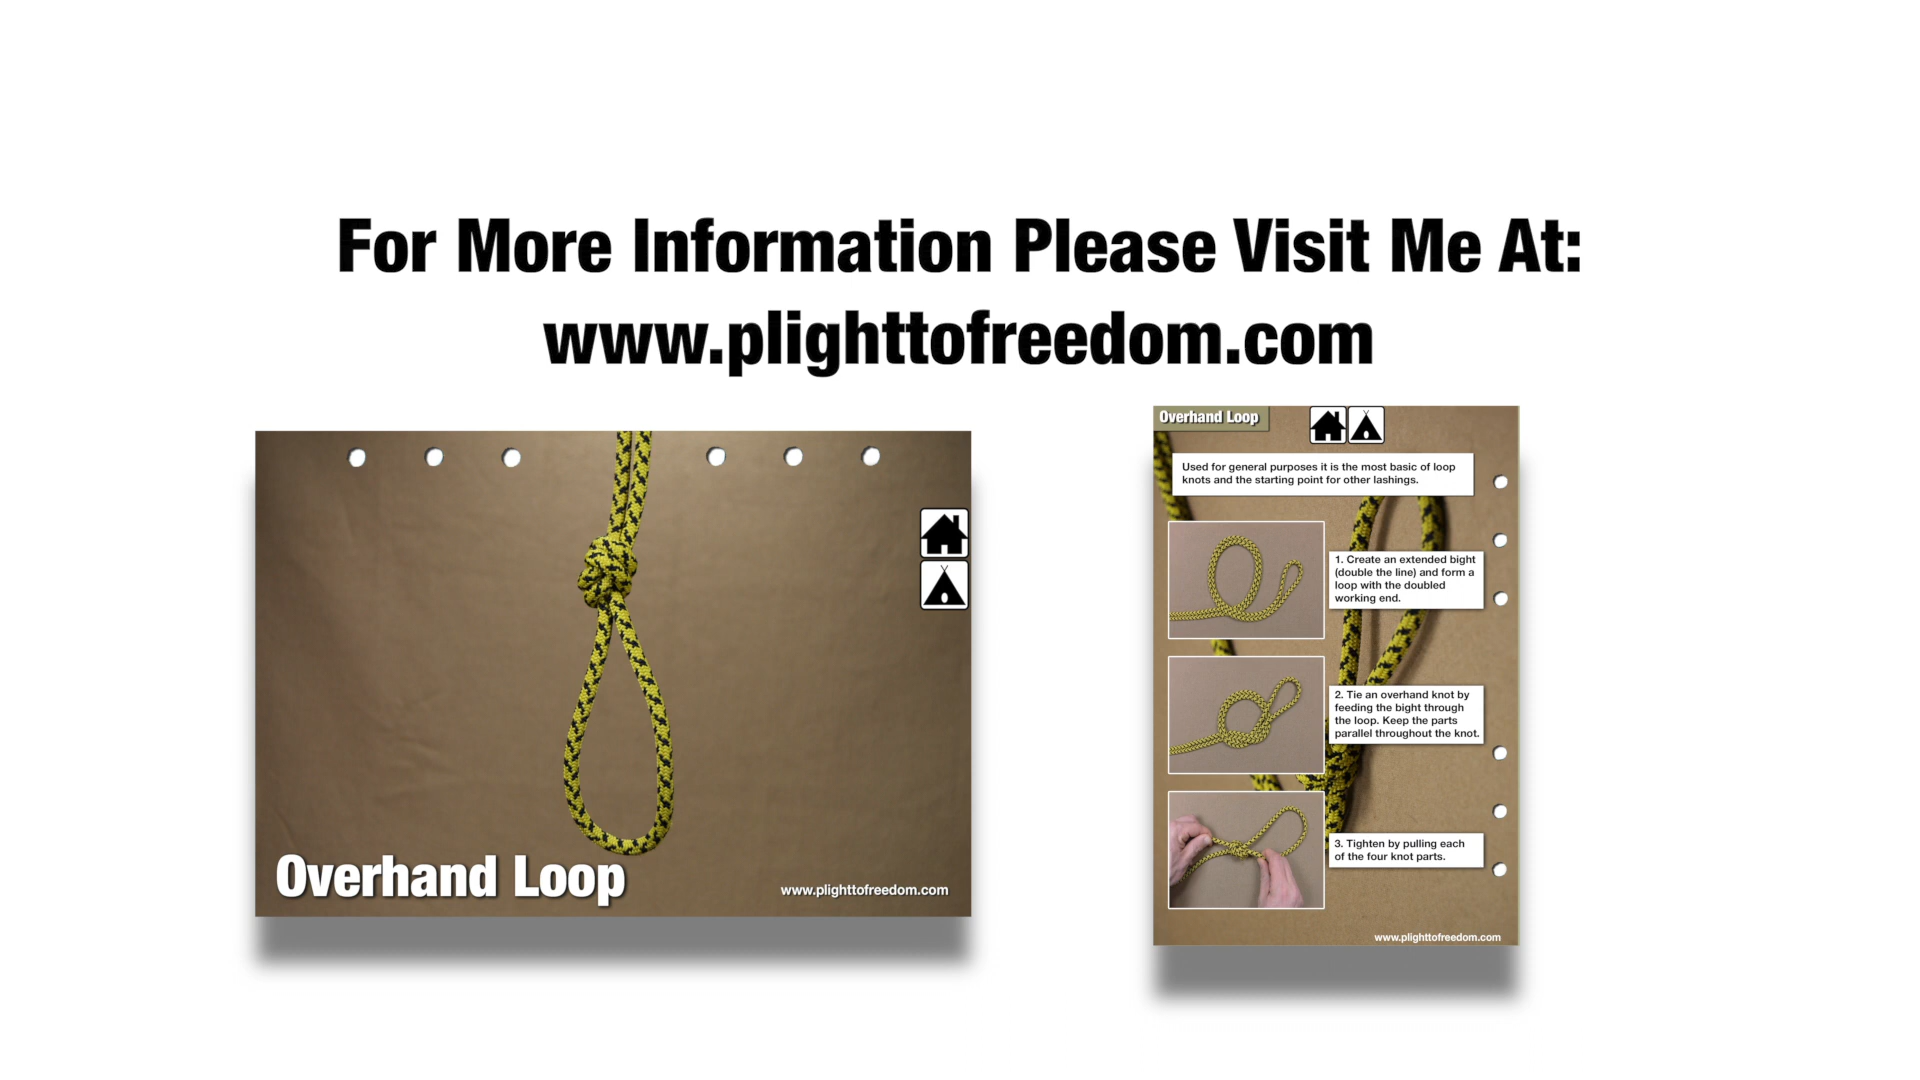 For More Information Please Visit Me At:
www.plighttofreedom.com
Overhand Loop
www.plighttofreedom.com
Overhand Loop
Used for general purposes it is the most basic of loop
knots and the starting point for other lashings.
1. Create an extended bight
(double the line) and form a
loop with the doubled
working end.
2. Tie an overhand knot by
feeding the bight through
the loop. Keep the parts
parallel throughout the knot.
3. Tighten by pulling each
of the four knot parts.
www.plighttofreedom.com